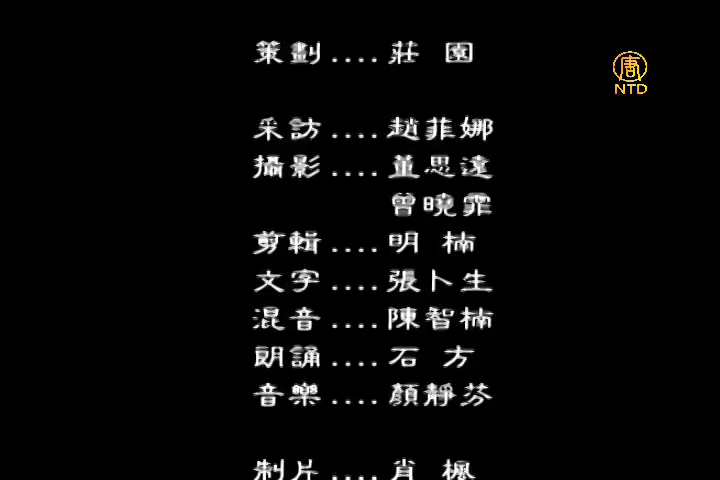 策劃....莊 園
唐
NTD
采訪....趙菲娜
攝影....董思遠
曾曉霏
剪輯....明 楠
文字....張卜生
混音....陳智楠
朗誦....石 方
音樂....顏靜芬
制片....肖 楓